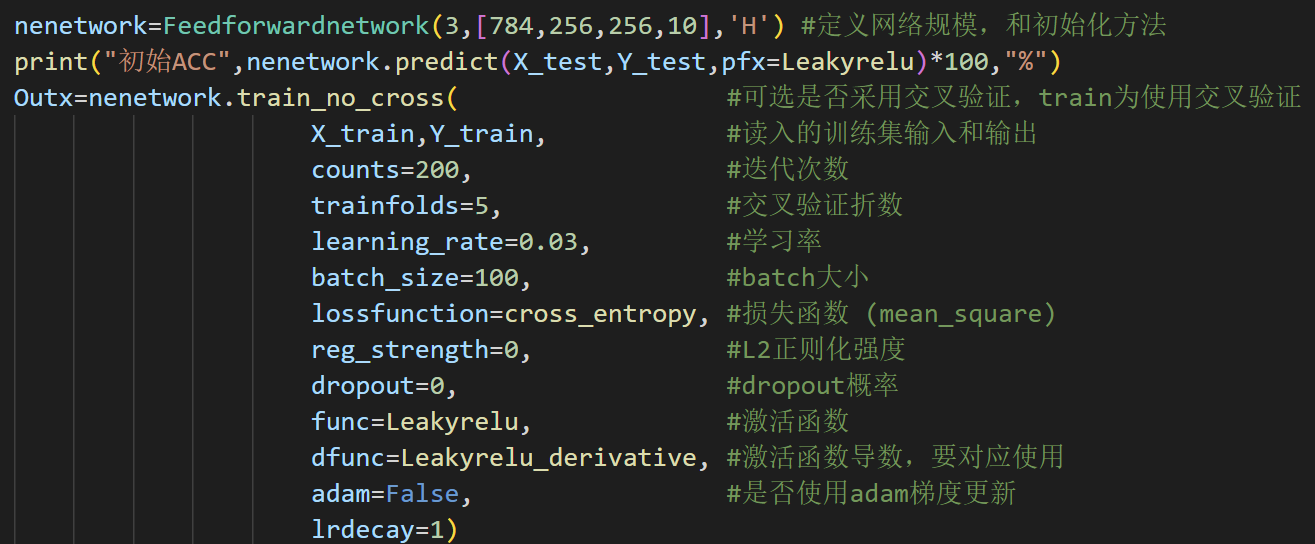 nenetwork=Feedforwardnetwork(3,[784,256,256,10],'H') #定义网络规模，和初始化方法
print("初始ACC",nenetwork.predict(X_test,Y_test,pfx=Leakyrelu)*100,"%")
Outx=nenetwork.train_no_cross( #可选是否采用交叉验证，train为使用交叉验证
X_train,Y_train, #读入的训练集输入和输出
counts=200, #迭代次数
trainfolds=5, #交叉验证折数
learning_rate=0.03, #学习率
batch_size=100, #batch大小
lossfunction=cross_entropy, #损失函数（mean_square）
reg_strength=0, #L2正则化强度
dropout=0, #dropout概率
func=Leakyrelu, #激活函数
dfunc=Leakyrelu_derivative, #激活函数导数，要对应使用
adam=False, #是否使用adam梯度更新
lrdecay=1)